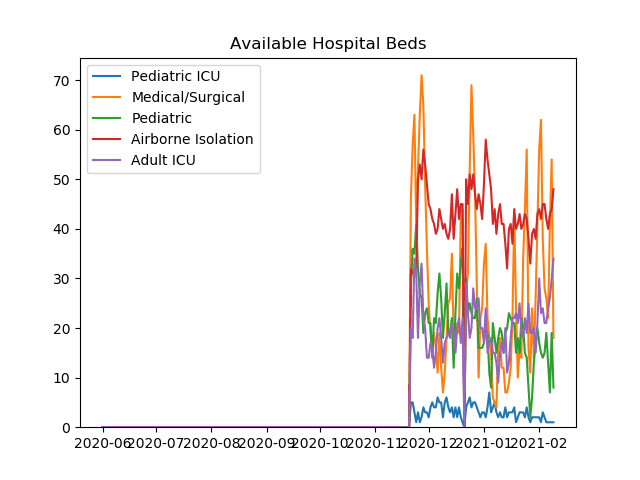 Available Hospital Beds
Pediatric ICU
Medical/Surgical
Pediatric
Airborne Isolation
Adult ICU
70
60
50
40
30
20
10
0
2020-06 2020-07 2020-08 2020-09 2020-10 2020-11 2020-12 2021-01 2021-02